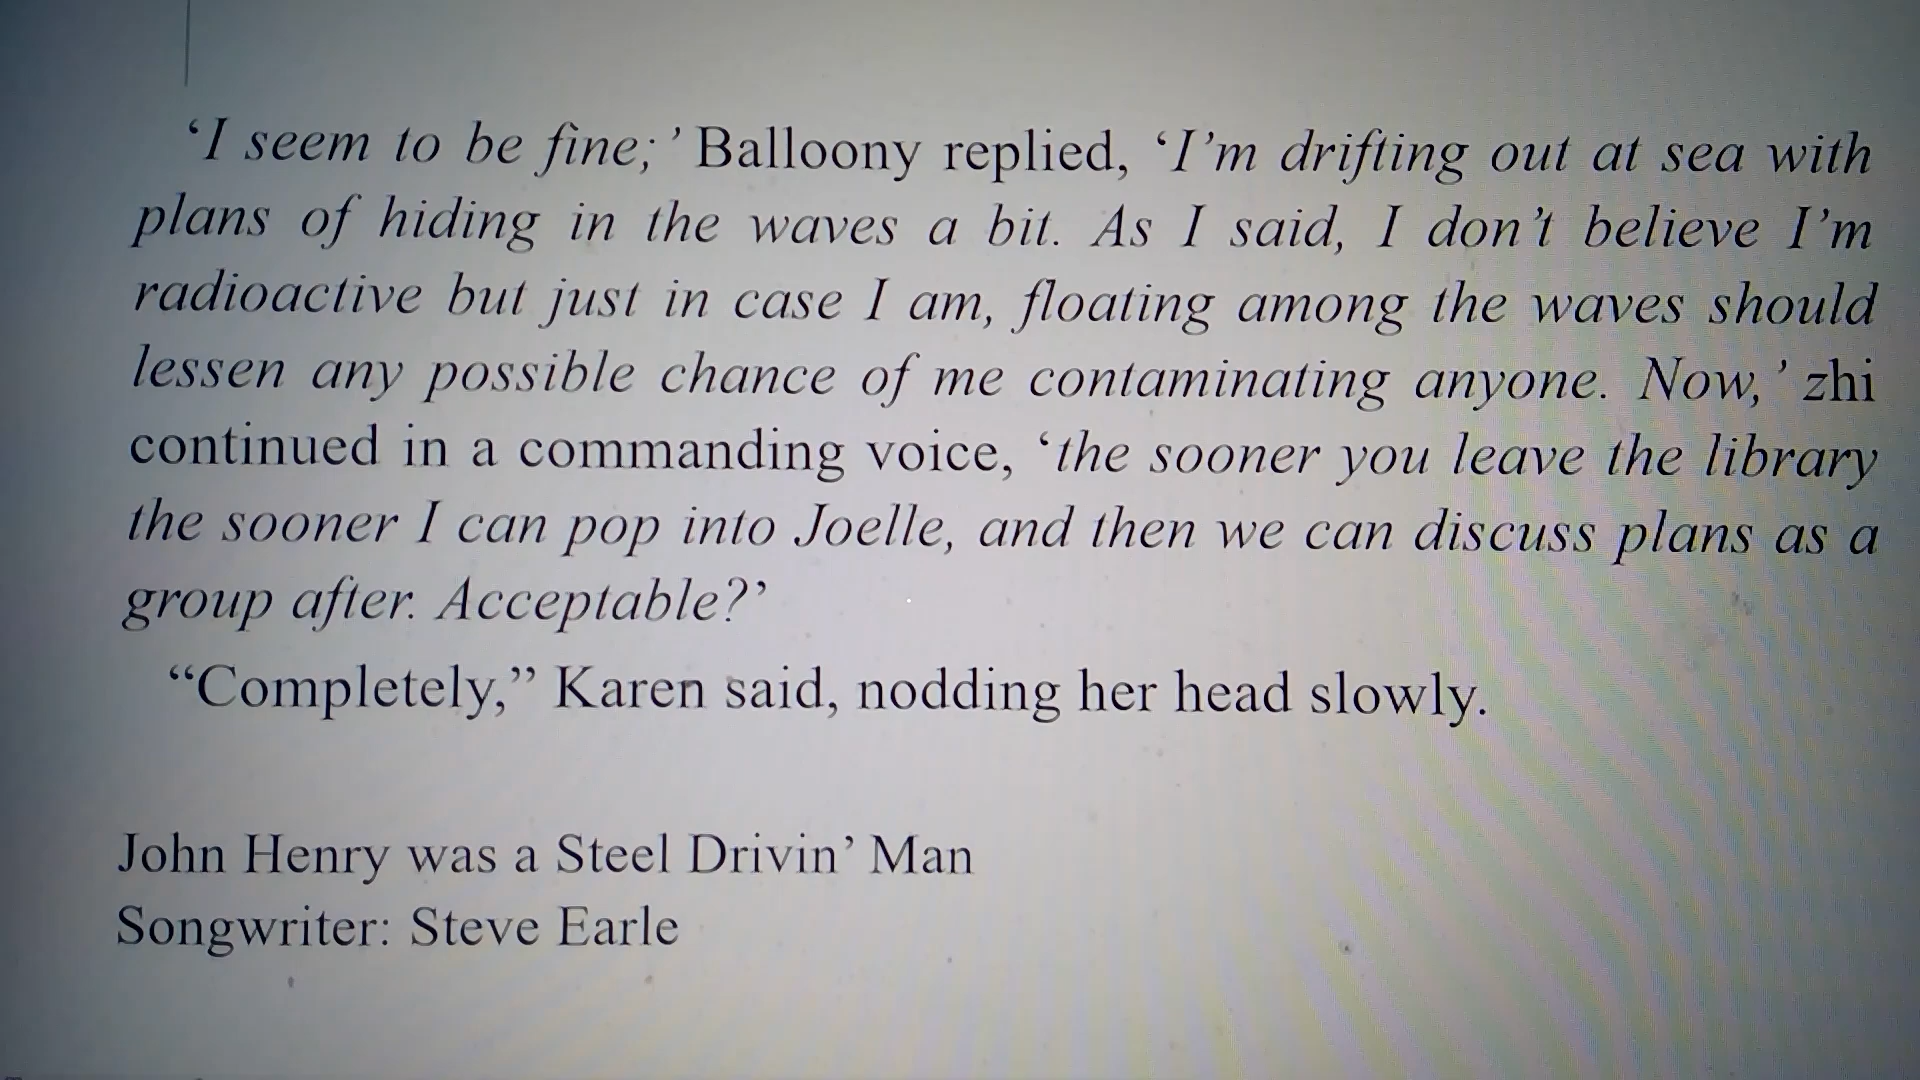 ‘I seem to be fine;’ Balloony replied, ‘I’m drifting out at sea with
plans of hiding in the waves a bit. As I said, I don’t believe I’m
radioactive but just in case I am, floating among the waves should
lessen any possible chance of me contaminating anyone. Now,’ zhi
continued in a commanding voice, ‘the sooner you leave the library
the sooner I can pop into Joelle, and then we can discuss plans as a
group after. Acceptable?’
“Completely,” Karen said, nodding her head slowly.
John Henry was a Steel Drivin’ Man
Songwriter: Steve Earle